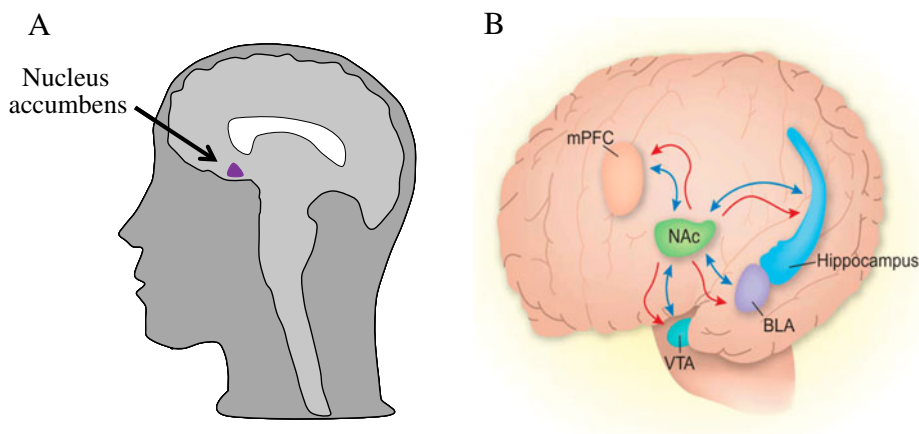 A
Nucleus
accumbens
B
mPFC
NAc
Hippocampus
BLA
VTA